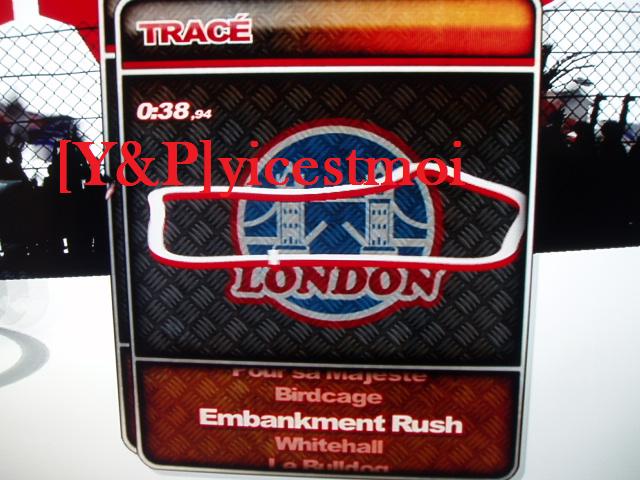 TRACÉ
0:38,94
[Y&P]yicestmoi
LONDON
Pour sa Majesté
Birdcage
Embankment Rush
Whitehall
Le Bulldog